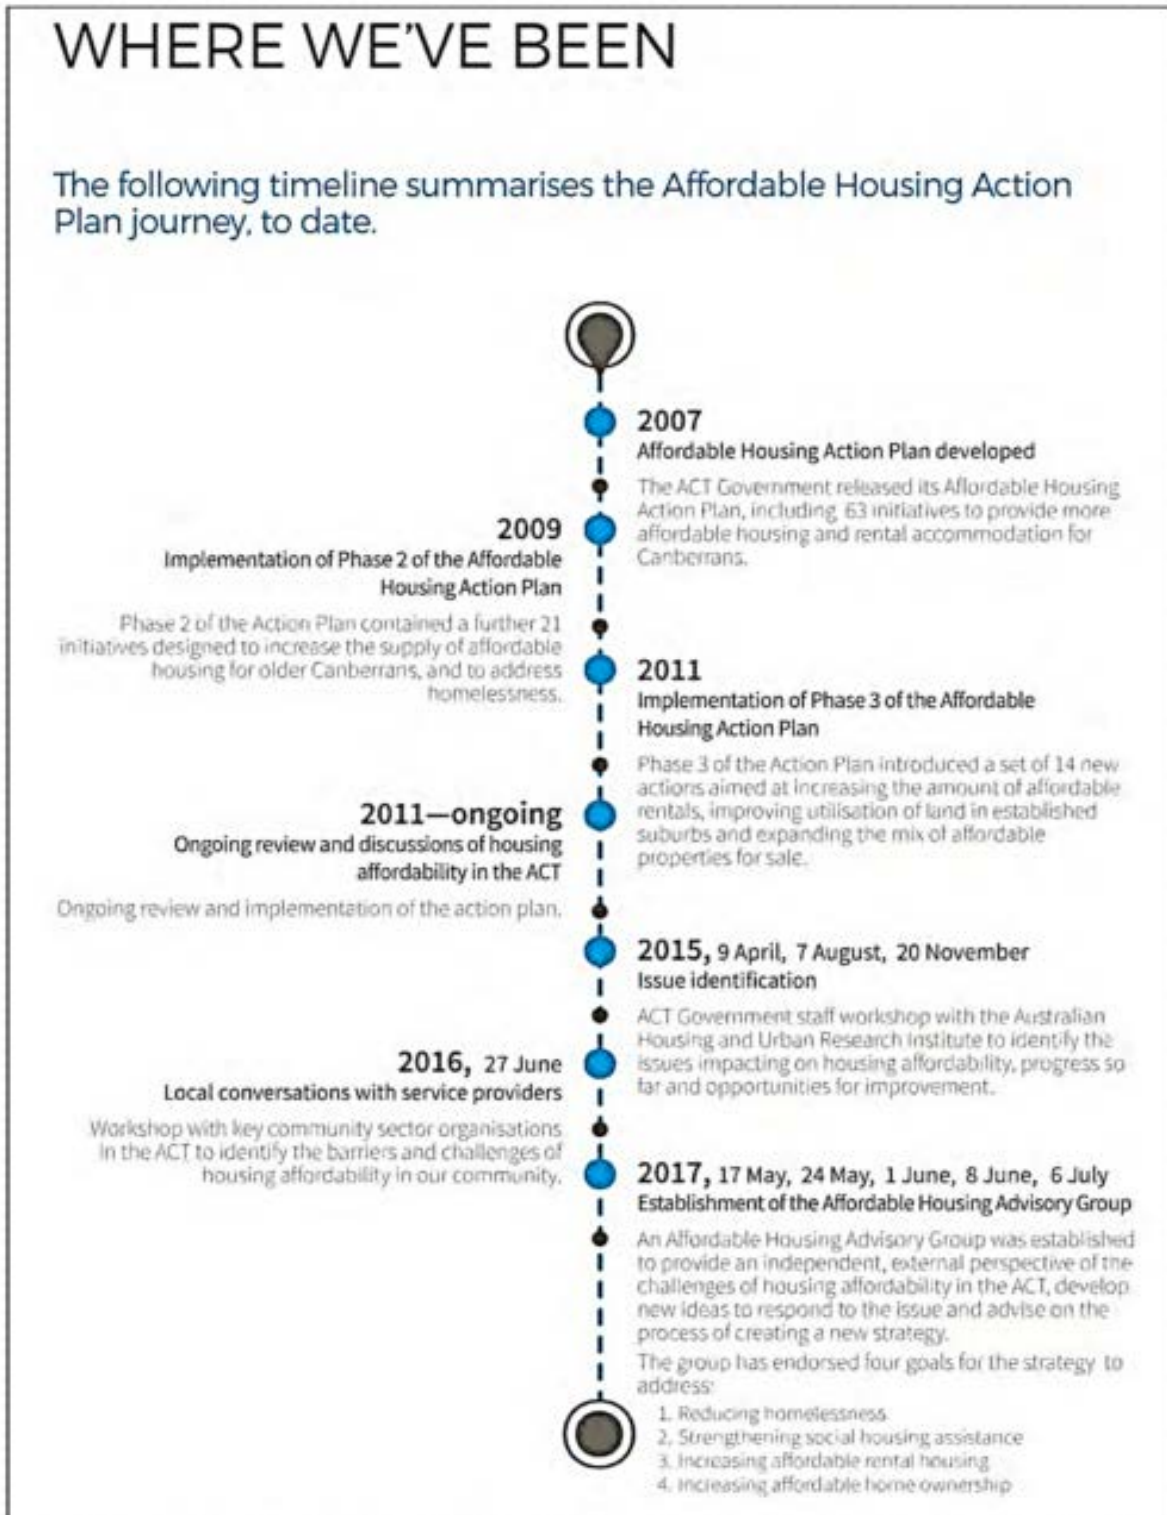 WHERE WE'VE BEEN
The following timeline summarises the Affordable Housing Action
Plan journey, to date.
2007
Affordable Housing Action Plan developed
The ACT Government released its Affordable Housing
Action Plan, including 63 initiatives to provide more
affordable housing and rental accommodation for
Canberrans.
2009
Implementation of Phase 2 of the Affordable
Housing Action Plan
Phase 2 of the Action Plan contained a further 21
initiatives designed to increase the supply of affordable
housing for older Canberrans, and to address
homelessness.
2011
Implementation of Phase 3 of the Affordable
Housing Action Plan
Phase 3 of the Action Plan introduced a set of 14 new
actions aimed at increasing the amount of affordable
rentals, improving utilisation of land in established
suburbs and expanding the mix of affordable
properties for sale.
2011—ongoing
Ongoing review and discussions of housing
affordability in the ACT
Ongoing review and implementation of the action plan.
2015, 9 April, 7 August, 20 November
Issue identification
ACT Government staff workshop with the Australian
Housing and Urban Research Institute to identify the
issues impacting on housing affordability, progress so
far and opportunities for improvement.
2016, 27 June
Local conversations with service providers
Workshop with key community sector organisations
in the ACT to identify the barriers and challenges of
housing affordability in our community.
2017, 17 May, 24 May, 1 June, 8 June, 6 July
Establishment of the Affordable Housing Advisory Group
An Affordable Housing Advisory Group was established
to provide an independent, external perspective of the
challenges of housing affordability in the ACT, develop
new ideas to respond to the issue and advise on the
process of creating a new strategy.
The group has endorsed four goals for the strategy to
address:
1. Reducing homelessness
2. Strengthening social housing assistance
3. Increasing affordable rental housing
4. Increasing affordable home ownership